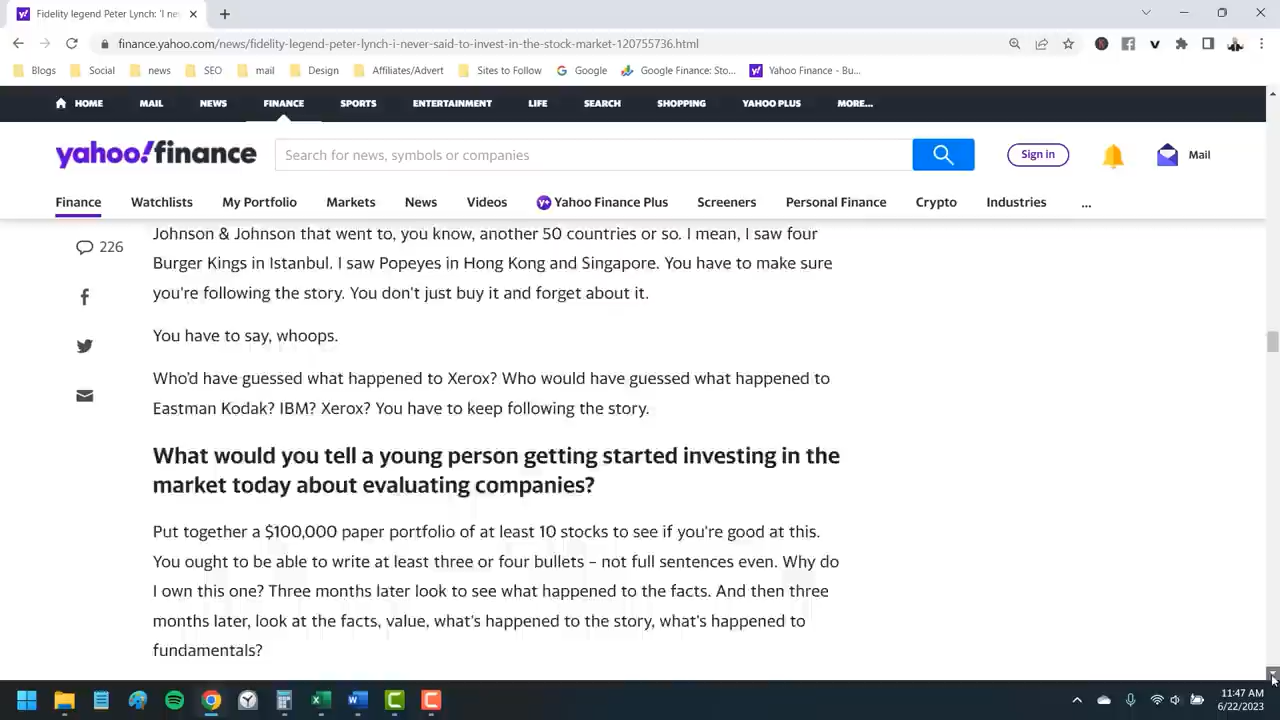 Fidelity legend Peter Lynch: 'I ne
finance.yahoo.com/news/fidelity-legend-peter-lynch-i-never-said-to-invest-in-the-stock-market-120755736.html
Blogs Social news SEO mail Design Affiliates/Advert Sites to Follow Google Google Finance: Sto... Yahoo Finance - Bu...
HOME MAIL NEWS FINANCE SPORTS ENTERTAINMENT LIFE SEARCH SHOPPING YAHOO PLUS MORE...
yahoo!finance Search for news, symbols or companies Sign in Mail
Finance Watchlists My Portfolio Markets News Videos Yahoo Finance Plus Screeners Personal Finance Crypto Industries ...
226
Johnson & Johnson that went to, you know, another 50 countries or so. I mean, I saw four
Burger Kings in Istanbul. I saw Popeyes in Hong Kong and Singapore. You have to make sure
you're following the story. You don't just buy it and forget about it.
You have to say, whoops.
Who'd have guessed what happened to Xerox? Who would have guessed what happened to
Eastman Kodak? IBM? Xerox? You have to keep following the story.
What would you tell a young person getting started investing in the
market today about evaluating companies?
Put together a $100,000 paper portfolio of at least 10 stocks to see if you're good at this.
You ought to be able to write at least three or four bullets – not full sentences even. Why do
I own this one? Three months later look to see what happened to the facts. And then three
months later, look at the facts, value, what's happened to the story, what's happened to
fundamentals?
11:47 AM
6/22/2023